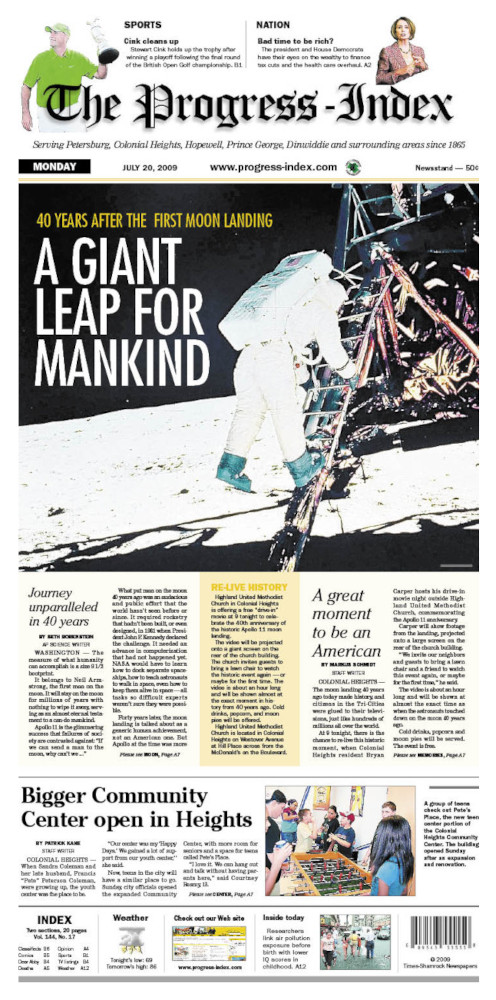 SPORTS
Cink cleans up
Stewart Cink holds up the trophy after
winning a playoff following the final round
of the British Open Golf championship. B1
NATION
Bad time to be rich?
The president and House Democrats
have their eyes on the wealthy to finance
tax cuts and the health care overhaul. A2
The Progress-Index
Serving Petersburg, Colonial Heights, Hopewell, Prince George, Dinwiddie and surrounding areas since 1865
MONDAY
JULY 20, 2009
www.progress-index.com
Newsstand — 50¢
40 YEARS AFTER THE FIRST MOON LANDING
A GIANT
LEAP FOR
MANKIND
Journey
unparalleled
in 40 years
BY SETH BORENSTEIN
AP SCIENCE WRITER
WASHINGTON — The
measure of what humanity
can accomplish is a size 9 1/2
bootprint.
It belongs to Neil Arm-
strong, the first man on the
moon. It will stay on the moon
for millions of years with
nothing to wipe it away, serv-
ing as an almost eternal testa-
ment to a can-do mankind.
Apollo 11 is the glimmering
success that failures of soci-
ety are contrasted against: "If
we can send a man to the
moon, why can't we ..."
What put man on the moon
40 years ago was an audacious
and public effort that the
world hasn't seen before or
since. It required rocketry
that hadn't been built, or even
designed, in 1961 when Presi-
dent John F. Kennedy declared
the challenge. It needed an
advance in computerization
that had not happened yet.
NASA would have to learn
how to dock separate space-
ships, how to teach astronauts
to walk in space, even how to
keep them alive in space — all
tasks so difficult experts
weren't sure they were possi-
ble.
Forty years later, the moon
landing is talked about as a
generic human achievement,
not an American one. But
Apollo at the time was more
Please see MOON, Page A7
RE-LIVE HISTORY
Highland United Methodist
Church in Colonial Heights
is offering a free "drive-in"
movie at 9 tonight to cele-
brate the 40th anniversary of
the historic Apollo 11 moon
landing.
The video will be projected
onto a giant screen on the
rear of the church building.
The church invites guests to
bring a lawn chair to watch
the historic event again — or
maybe for the first time. The
video is about an hour long
and will be shown almost at
the exact moment in his-
tory from 40 years ago. Cold
drinks, popcorn, and moon
pies will be offered.
Highland United Methodist
Church is located in Colonial
Heights on Westover Avenue
at Hill Place across from the
McDonald's on the Boulevard.
A great
moment
to be an
American
BY MARKUS SCHMIDT
STAFF WRITER
COLONIAL HEIGHTS —
The moon landing 40 years
ago today made history, and
citizens in the Tri-Cities
were glued to their televi-
sions, just like hundreds of
millions all over the world.
At 9 tonight, there is the
chance to re-live this historic
moment, when Colonial
Heights resident Bryan
Carper hosts his drive-in
movie night outside High-
land United Methodist
Church, commemorating
the Apollo 11 anniversary.
Carper will show footage
from the landing, projected
onto a large screen on the
rear of the church building.
"We invite our neighbors
and guests to bring a lawn
chair and a friend to watch
this event again, or maybe
for the first time," he said.
The video is about an hour
long and will be shown at
almost the exact time as
when the astronauts touched
down on the moon 40 years
ago.
Cold drinks, popcorn and
moon pies will be served.
The event is free.
Please see MEMORIES, Page A7
Bigger Community
Center open in Heights
BY PATRICK KANE
STAFF WRITER
COLONIAL HEIGHTS —
When Sandra Coleman and
her late husband, Francis
"Pete" Peterson Coleman,
were growing up, the youth
center was the place to be.
"Our center was my 'Happy
Days.' We gained a lot of sup-
port from our youth center,"
she said.
Now, teens in the city will
have a similar place to go.
Sunday, city officials opened
the expanded Community
Center, with more room for
seniors and a space for teens
called Pete's Place.
"I love it. We can hang out
and talk without having par-
ents here," said Courtney
Henry, 13.
Please see CENTER, Page A7
A group of teens
check out Pete's
Place, the new teen
center portion of
the Colonial
Heights Community
Center. The building
opened Sunday
after an expansion
and renovation.
INDEX
Two sections, 20 pages
Vol. 144, No. 17
Classifieds B6
Comics B5
Dear Abby B4
Deaths A5
Opinion A4
Sports B1
TV listings B4
Weather A12
Weather
Tonight's low: 69
Tomorrow's high: 86
Check out our Web site
www.progress-index.com
Inside today
Researchers
link air pollution
exposure before
birth with lower
IQ scores in
childhood. A12
© 2009
Times-Shamrock Newspapers